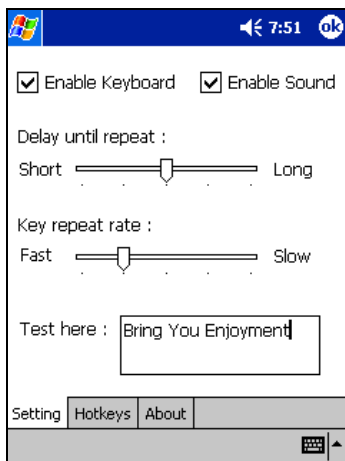 7:51 ok
Enable Keyboard Enable Sound
Delay until repeat :
Short Long
Key repeat rate :
Fast Slow
Test here : Bring You Enjoyment
Setting Hotkeys About